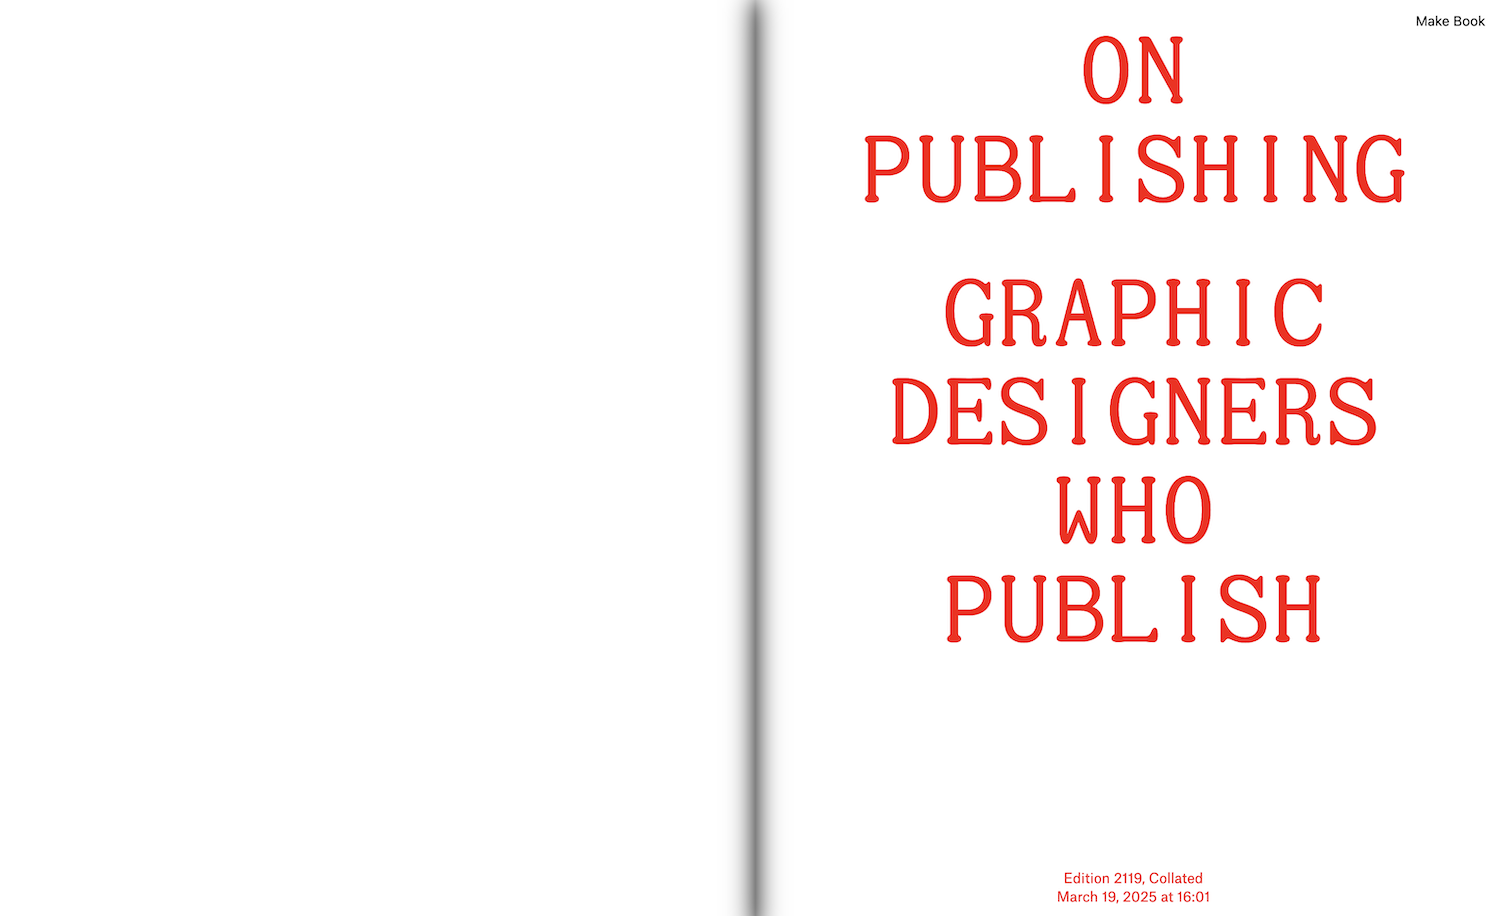 Make Book
ON
PUBLISHING
GRAPHIC
DESIGNERS
WHO
PUBLISH
Edition 2119, Collated
March 19, 2025 at 16:01